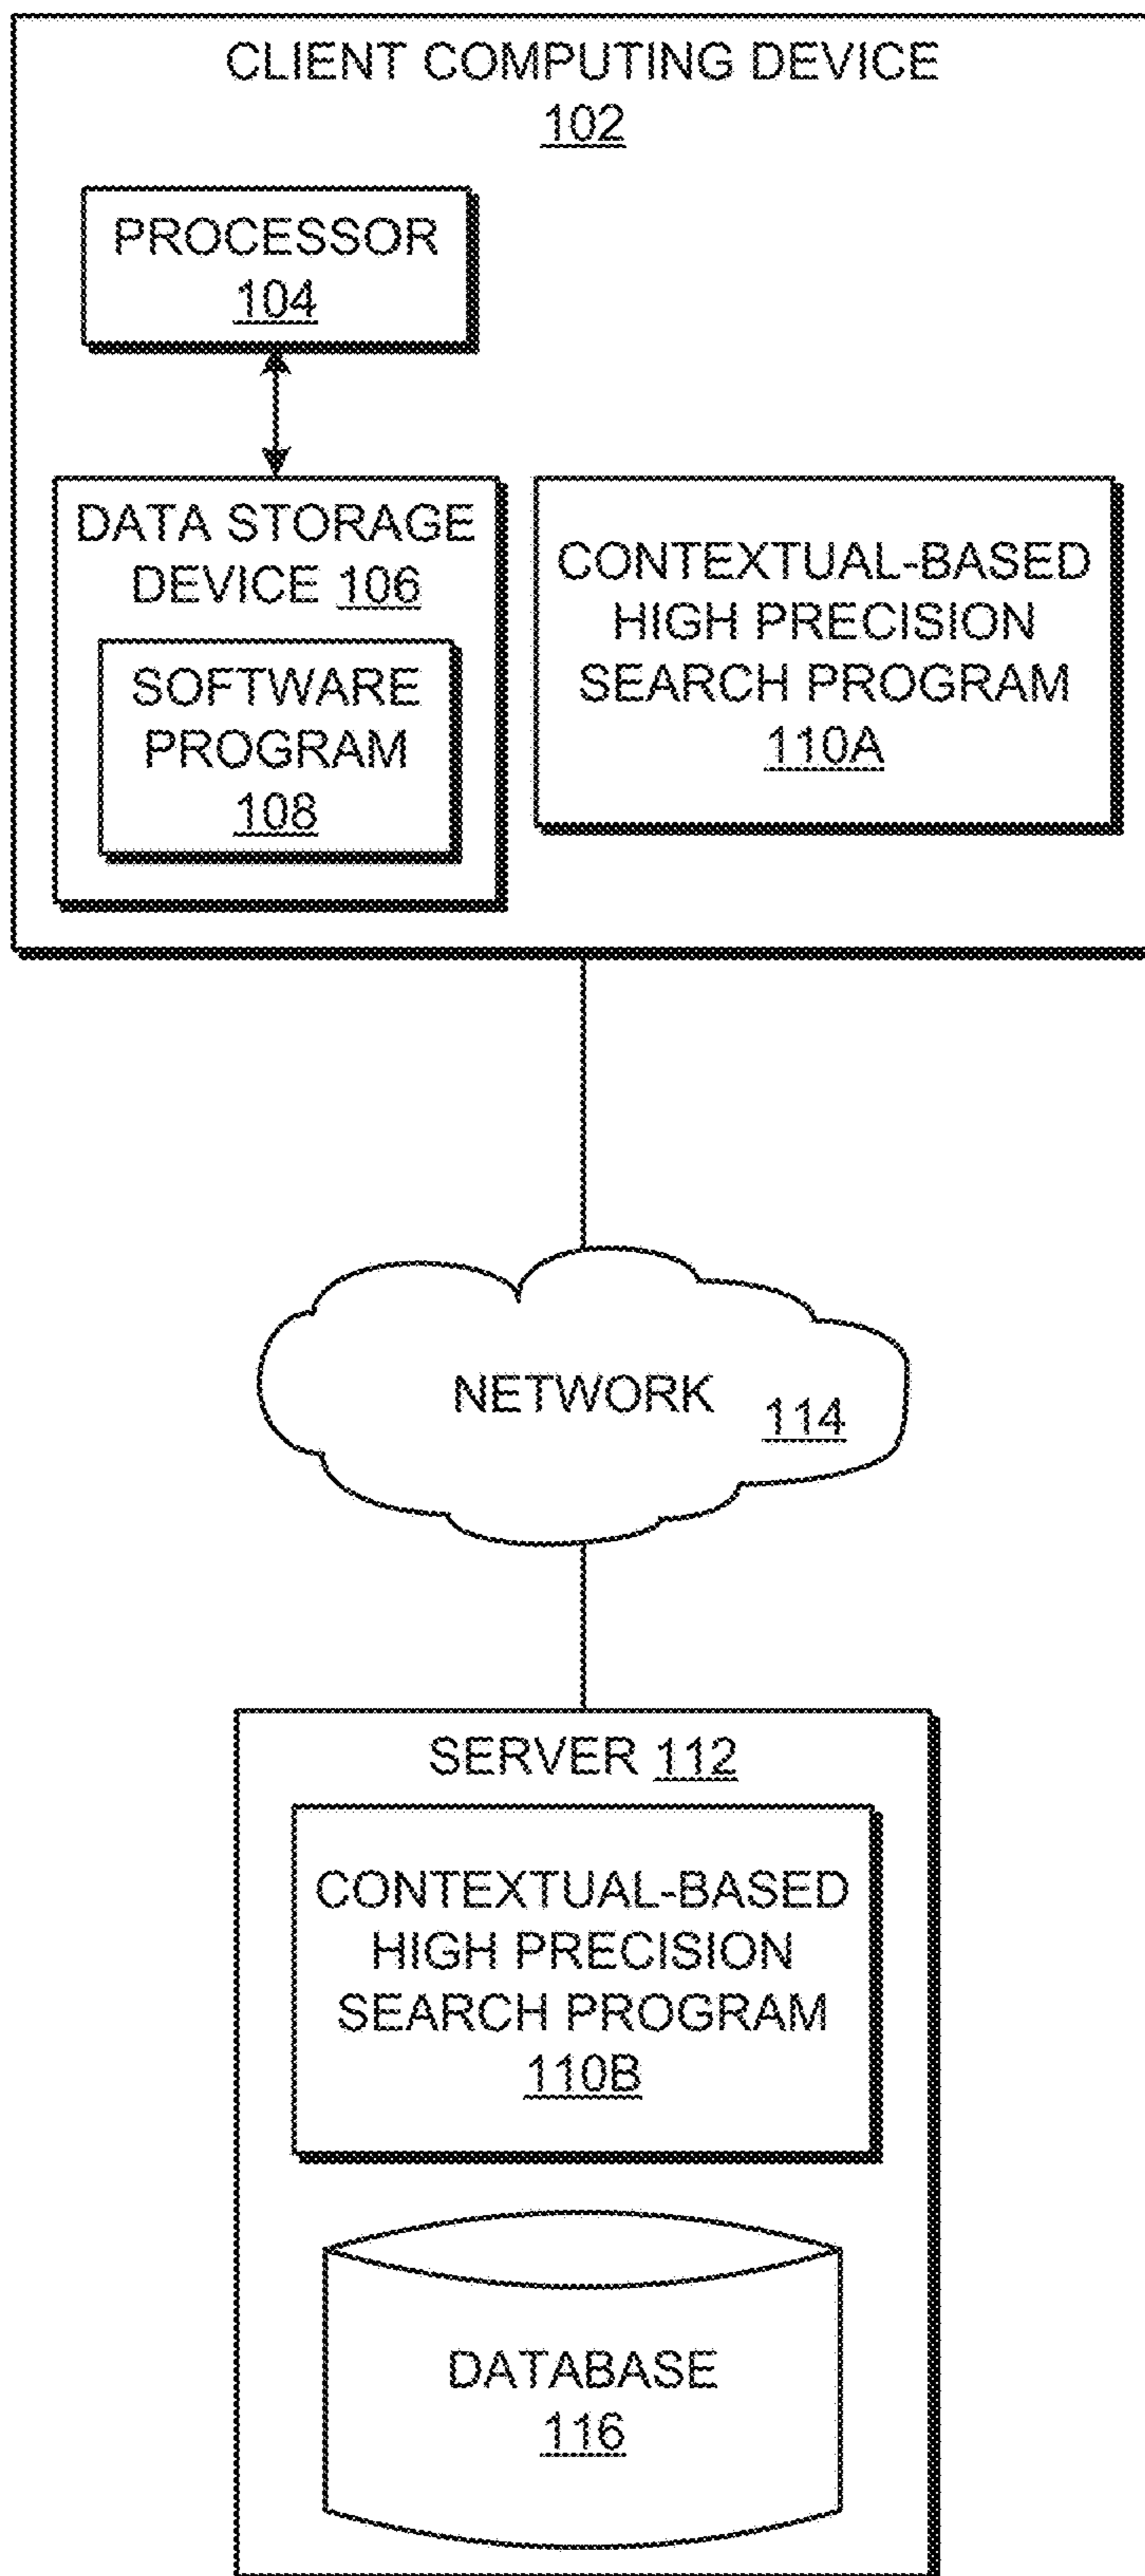 CLIENT COMPUTING DEVICE
102
PROCESSOR
104
DATA STORAGE
DEVICE 106
SOFTWARE
PROGRAM
108
CONTEXTUAL-BASED
HIGH PRECISION
SEARCH PROGRAM
110A
NETWORK 114
SERVER 112
CONTEXTUAL-BASED
HIGH PRECISION
SEARCH PROGRAM
110B
DATABASE
116